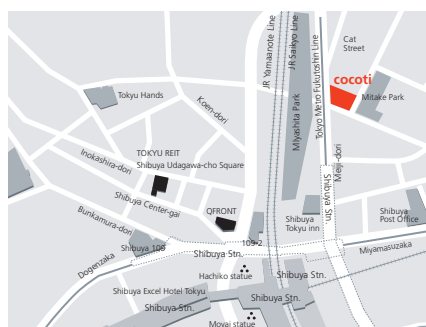 JR Yamaanote Line
JR Saikyo Line
Tokyo Metro Fukutoshin Line
Cat
Street
cocoti
Mitake Park
Tokyu Hands
Koen-dori
Miyashita Park
Meiji-dori
Inokashira-dori
TOKYU REIT
Shibuya Udagawa-cho Square
Shibuya Center-gai
QFRONT
Shibuya Stn.
Shibuya
Tokyu inn
Shibuya
Post Office
Bunkamura-dori
Shibuya 109
109-2
Shibuya Stn.
Miyamasuzaka
Dogenzaka
Hachiko statue
Shibuya Stn.
Shibuya Excel Hotel Tokyu
Shibuya Stn.
Shibuya Stn.
Moyai statue